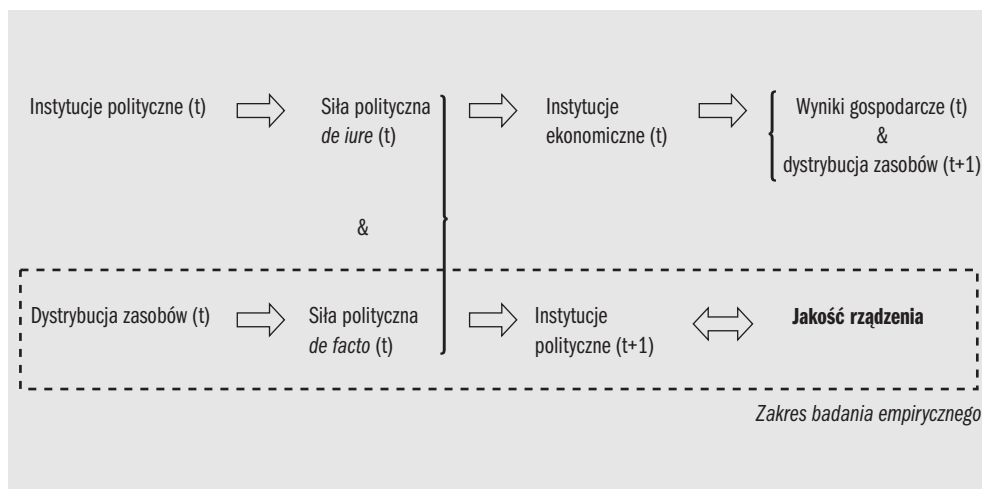 Instytucje polityczne (t)
Siła polityczna
de iure (t)
Instytucje
ekonomiczne (t)
Wyniki gospodarcze (t)
&
dystrybucja zasobów (t+1)
&
Dystrybucja zasobów (t)
Siła polityczna
de facto (t)
Instytucje
polityczne (t+1)
Jakość rządzenia
Zakres badania empirycznego